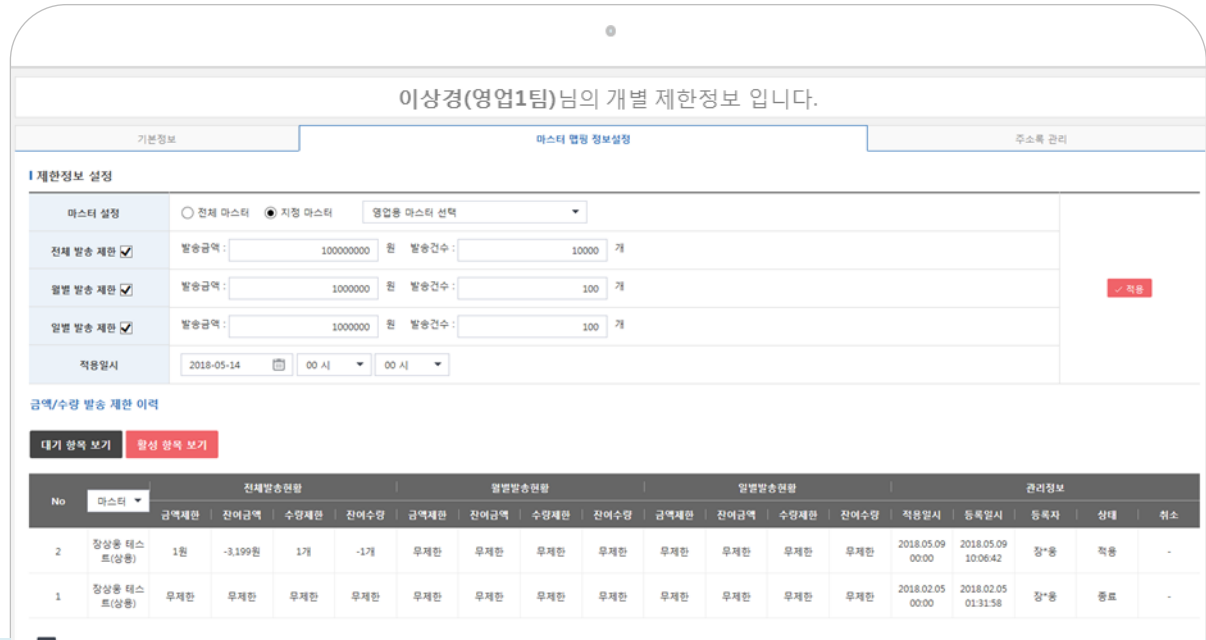 이상경(영업1팀)님의 개별 제한정보 입니다.
기본정보 마스터 맵핑 정보설정 주소록 관리
제한정보 설정
마스터 설정 전체 마스터 지정 마스터 영업용 마스터 선택
전체 발송 제한 발송금액 : 100000000 원 발송건수 : 10000 개
월별 발송 제한 발송금액 : 1000000 원 발송건수 : 100 개
적용
일별 발송 제한 발송금액 : 1000000 원 발송건수 : 100 개
적용일시 2018-05-14 00 시 00 시
금액/수량 발송 제한 이력
대기 항목 보기 활성 항목 보기
No 마스터 전체발송현황 월별발송현황 일별발송현황 관리정보
금액제한 잔여금액 수량제한 잔여수량 금액제한 잔여금액 수량제한 잔여수량 금액제한 잔여금액 수량제한 잔여수량 적용일시 등록일시 등록자 상태 취소
2 장상웅 테스트(상용) 1원 -3,199원 1개 -1개 무제한 무제한 무제한 무제한 무제한 무제한 무제한 무제한 2018.05.09 00:00 2018.05.09 10:06:42 장*웅 적용 -
1 장상웅 테스트(상용) 무제한 무제한 무제한 무제한 무제한 무제한 무제한 무제한 무제한 무제한 무제한 무제한 2018.02.05 00:00 2018.02.05 01:31:58 장*웅 종료 -